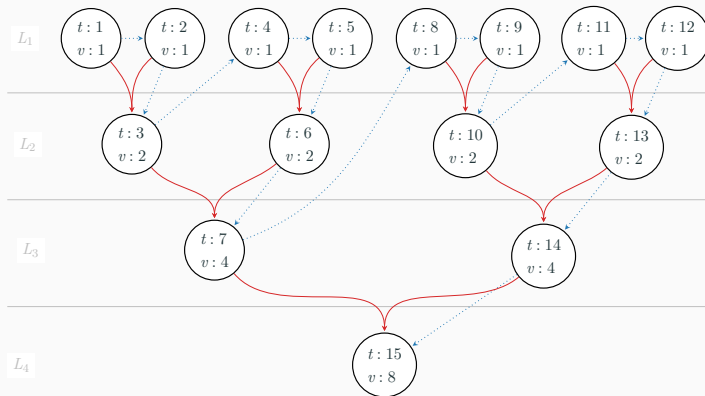 L₁
t : 1
v : 1
t : 2
v : 1
t : 4
v : 1
t : 5
v : 1
t : 8
v : 1
t : 9
v : 1
t : 11
v : 1
t : 12
v : 1
L₂
t : 3
v : 2
t : 6
v : 2
t : 10
v : 2
t : 13
v : 2
L₃
t : 7
v : 4
t : 14
v : 4
L₄
t : 15
v : 8